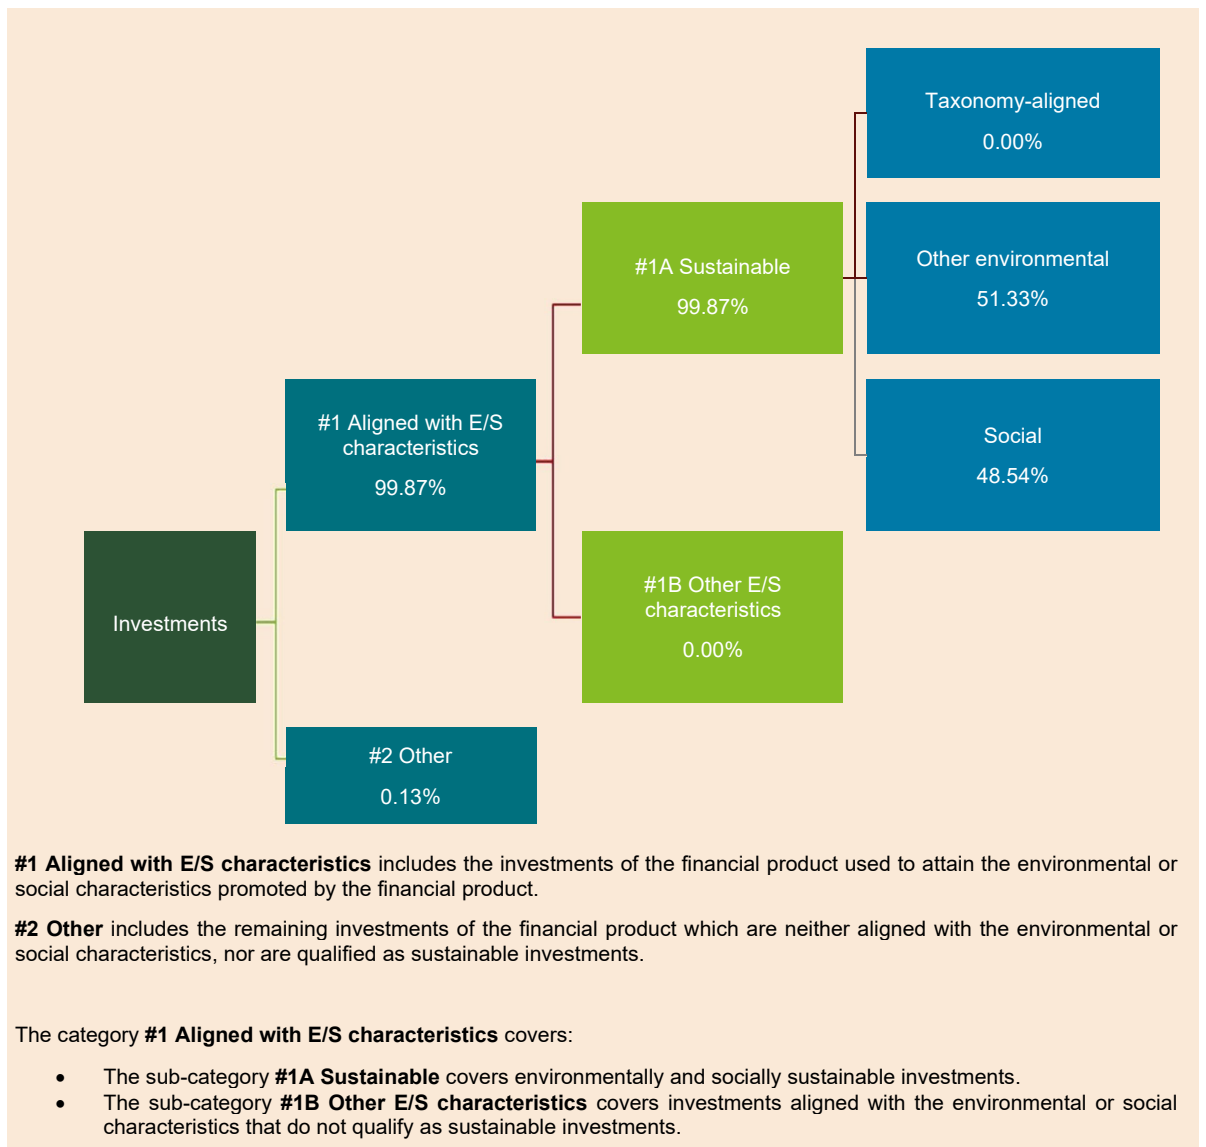 Taxonomy-aligned
0.00%
#1A Sustainable
99.87%
Other environmental
51.33%
#1 Aligned with E/S
characteristics
99.87%
Social
48.54%
Investments
#1B Other E/S
characteristics
0.00%
#2 Other
0.13%
#1 Aligned with E/S characteristics includes the investments of the financial product used to attain the environmental or
social characteristics promoted by the financial product.
#2 Other includes the remaining investments of the financial product which are neither aligned with the environmental or
social characteristics, nor are qualified as sustainable investments.
The category #1 Aligned with E/S characteristics covers:
• The sub-category #1A Sustainable covers environmentally and socially sustainable investments.
• The sub-category #1B Other E/S characteristics covers investments aligned with the environmental or social
characteristics that do not qualify as sustainable investments.